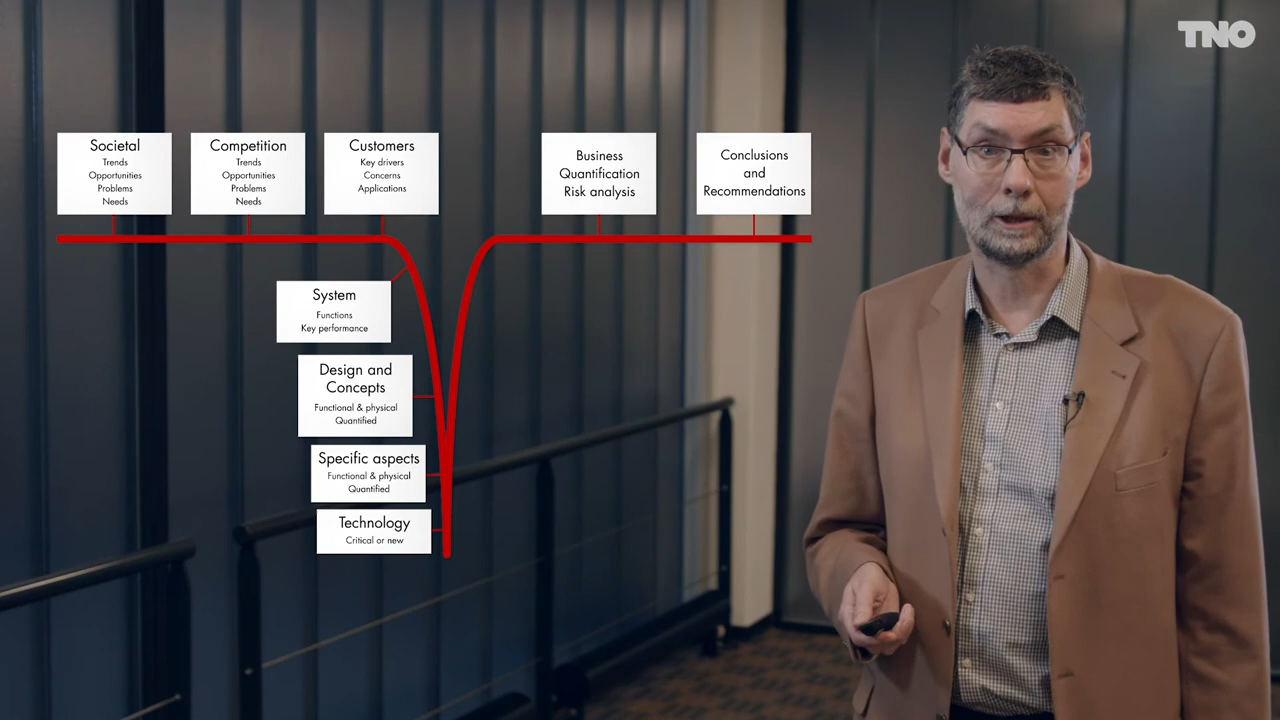 TNO
Societal
Trends
Opportunities
Problems
Needs
Competition
Trends
Opportunities
Problems
Needs
Customers
Key drivers
Concerns
Applications
Business
Quantification
Risk analysis
Conclusions
and
Recommendations
System
Functions
Key performance
Design and
Concepts
Functional & physical
Quantified
Specific aspects
Functional & physical
Quantified
Technology
Critical or new